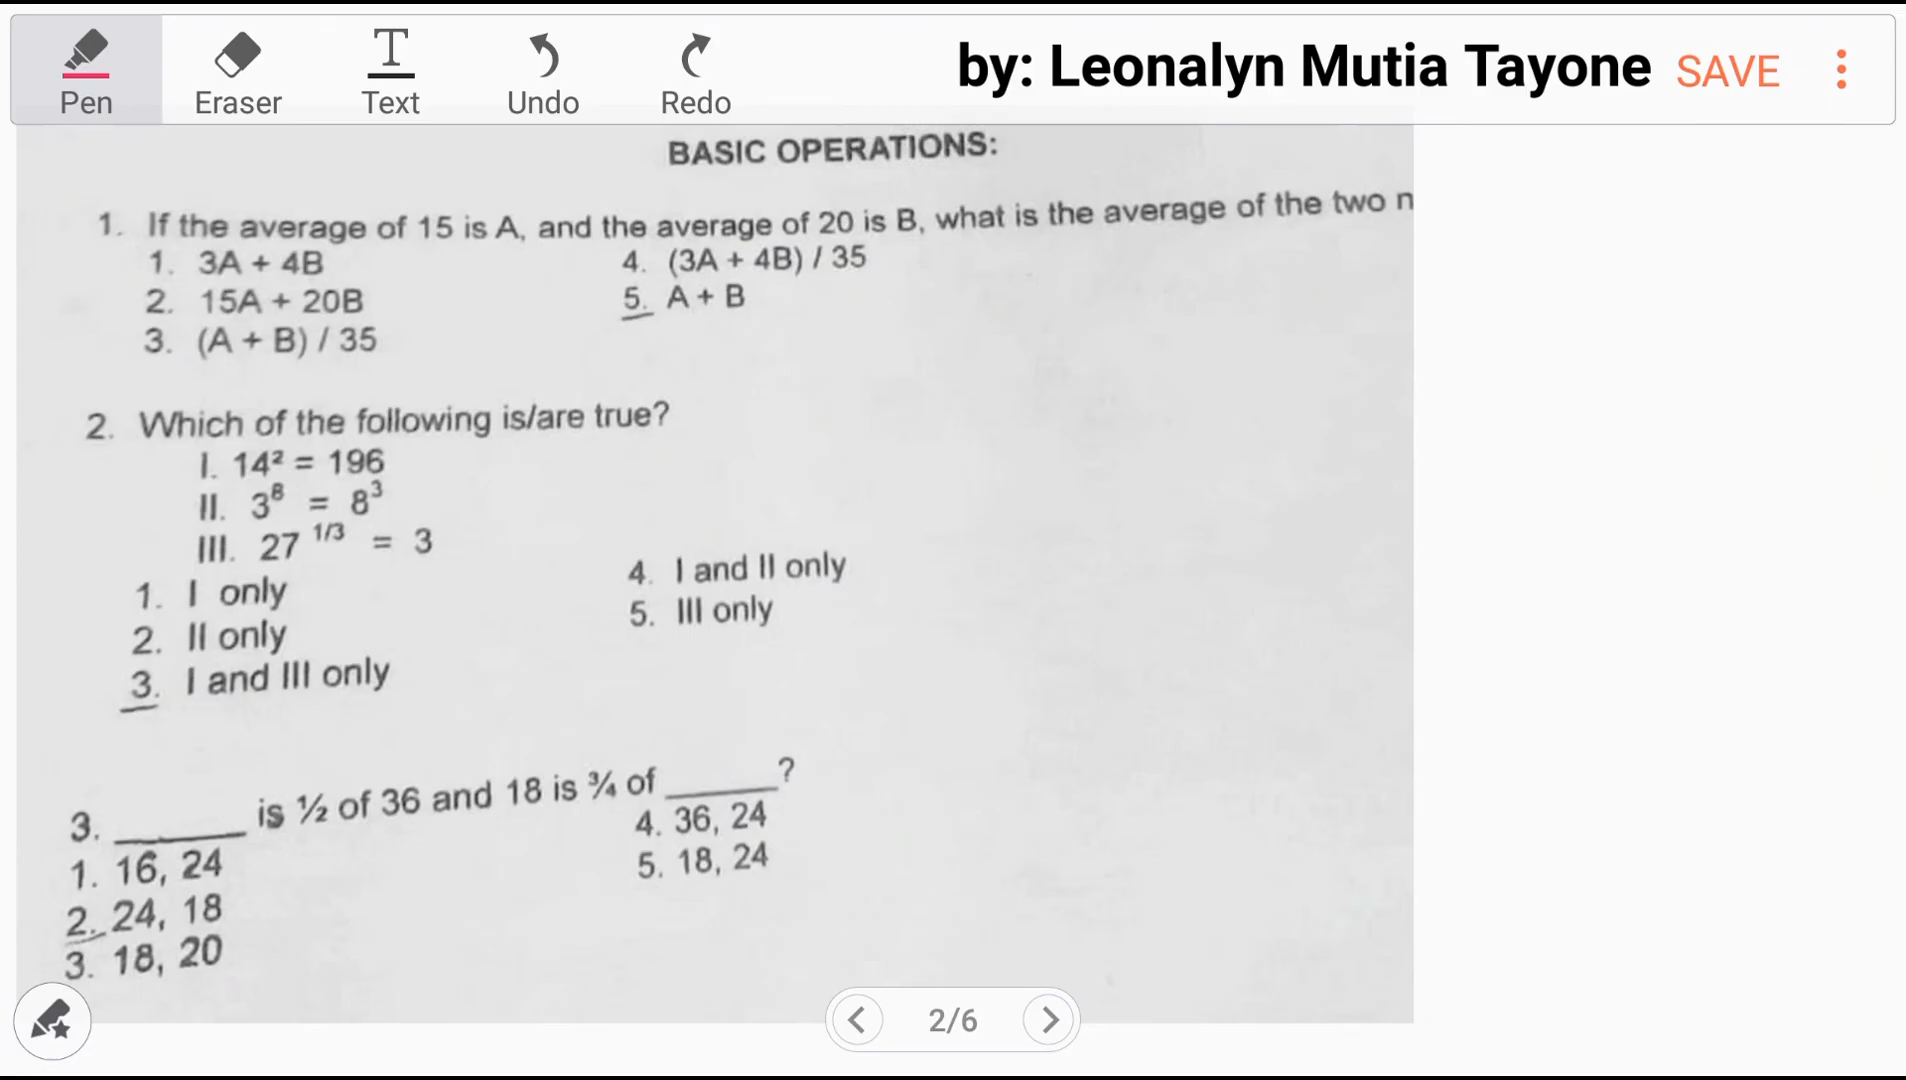 Pen
Eraser
Text
Undo
Redo
by: Leonalyn Mutia Tayone
SAVE
BASIC OPERATIONS:
1. If the average of 15 is A, and the average of 20 is B, what is the average of the two n
1. 3A + 4B
2. 15A + 20B
3. (A + B) / 35
4. (3A + 4B) / 35
5. A + B
2. Which of the following is/are true?
I. 14² = 196
II. 3⁸ = 8³
III. 27 ¹ᐟ³ = 3
1. I only
2. II only
3. I and III only
4. I and II only
5. III only
3. ______ is ½ of 36 and 18 is ¾ of ______?
1. 16, 24
2. 24, 18
3. 18, 20
4. 36, 24
5. 18, 24
2/6